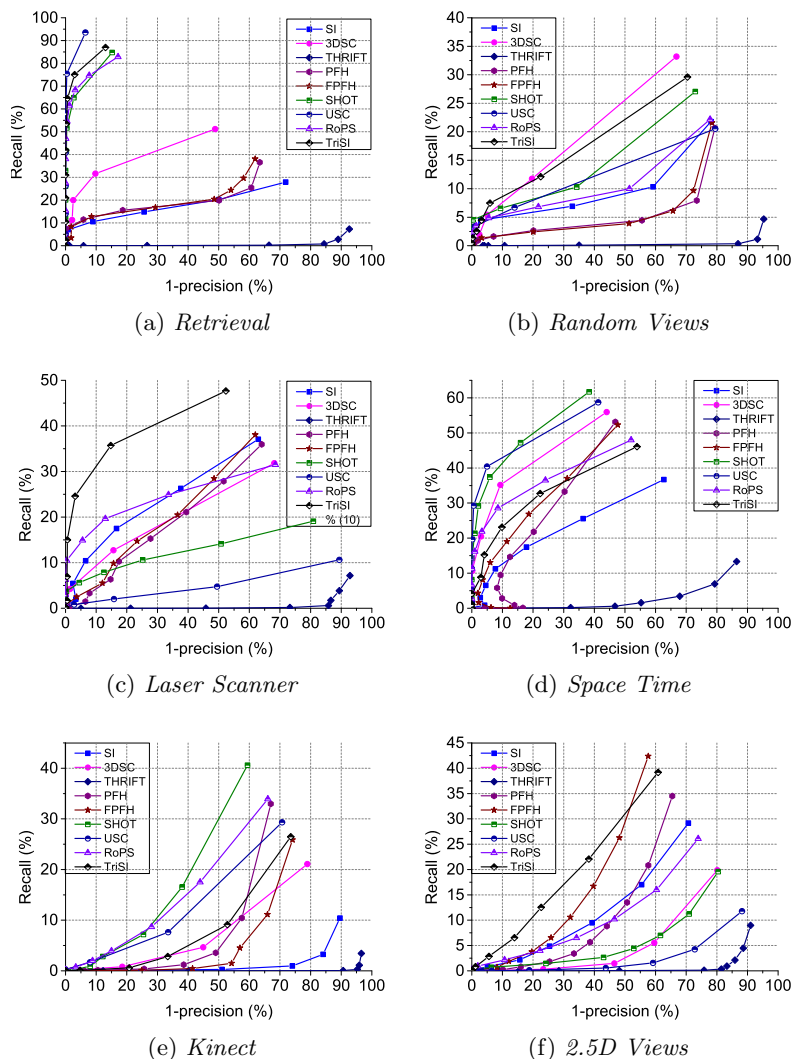 100
90
80
70
60
50
40
30
20
10
0
Recall (%)
SI
3DSC
THRIFT
PFH
FPFH
SHOT
USC
RoPS
TriSI
0 10 20 30 40 50 60 70 80 90 100
1-precision (%)
(a) Retrieval
40
35
30
25
20
15
10
5
0
Recall (%)
SI
3DSC
THRIFT
PFH
FPFH
SHOT
USC
RoPS
TriSI
0 10 20 30 40 50 60 70 80 90 100
1-precision (%)
(b) Random Views
50
40
30
20
10
0
Recall (%)
SI
3DSC
THRIFT
PFH
FPFH
SHOT
USC
RoPS
TriSI
% (10)
0 10 20 30 40 50 60 70 80 90 100
1-precision (%)
(c) Laser Scanner
60
50
40
30
20
10
0
Recall (%)
SI
3DSC
THRIFT
PFH
FPFH
SHOT
USC
RoPS
TriSI
0 10 20 30 40 50 60 70 80 90 100
1-precision (%)
(d) Space Time
40
30
20
10
0
Recall (%)
SI
3DSC
THRIFT
PFH
FPFH
SHOT
USC
RoPS
TriSI
0 10 20 30 40 50 60 70 80 90 100
1-precision (%)
(e) Kinect
45
40
35
30
25
20
15
10
5
0
Recall (%)
SI
3DSC
THRIFT
PFH
FPFH
SHOT
USC
RoPS
TriSI
0 10 20 30 40 50 60 70 80 90 100
1-precision (%)
(f) 2.5D Views